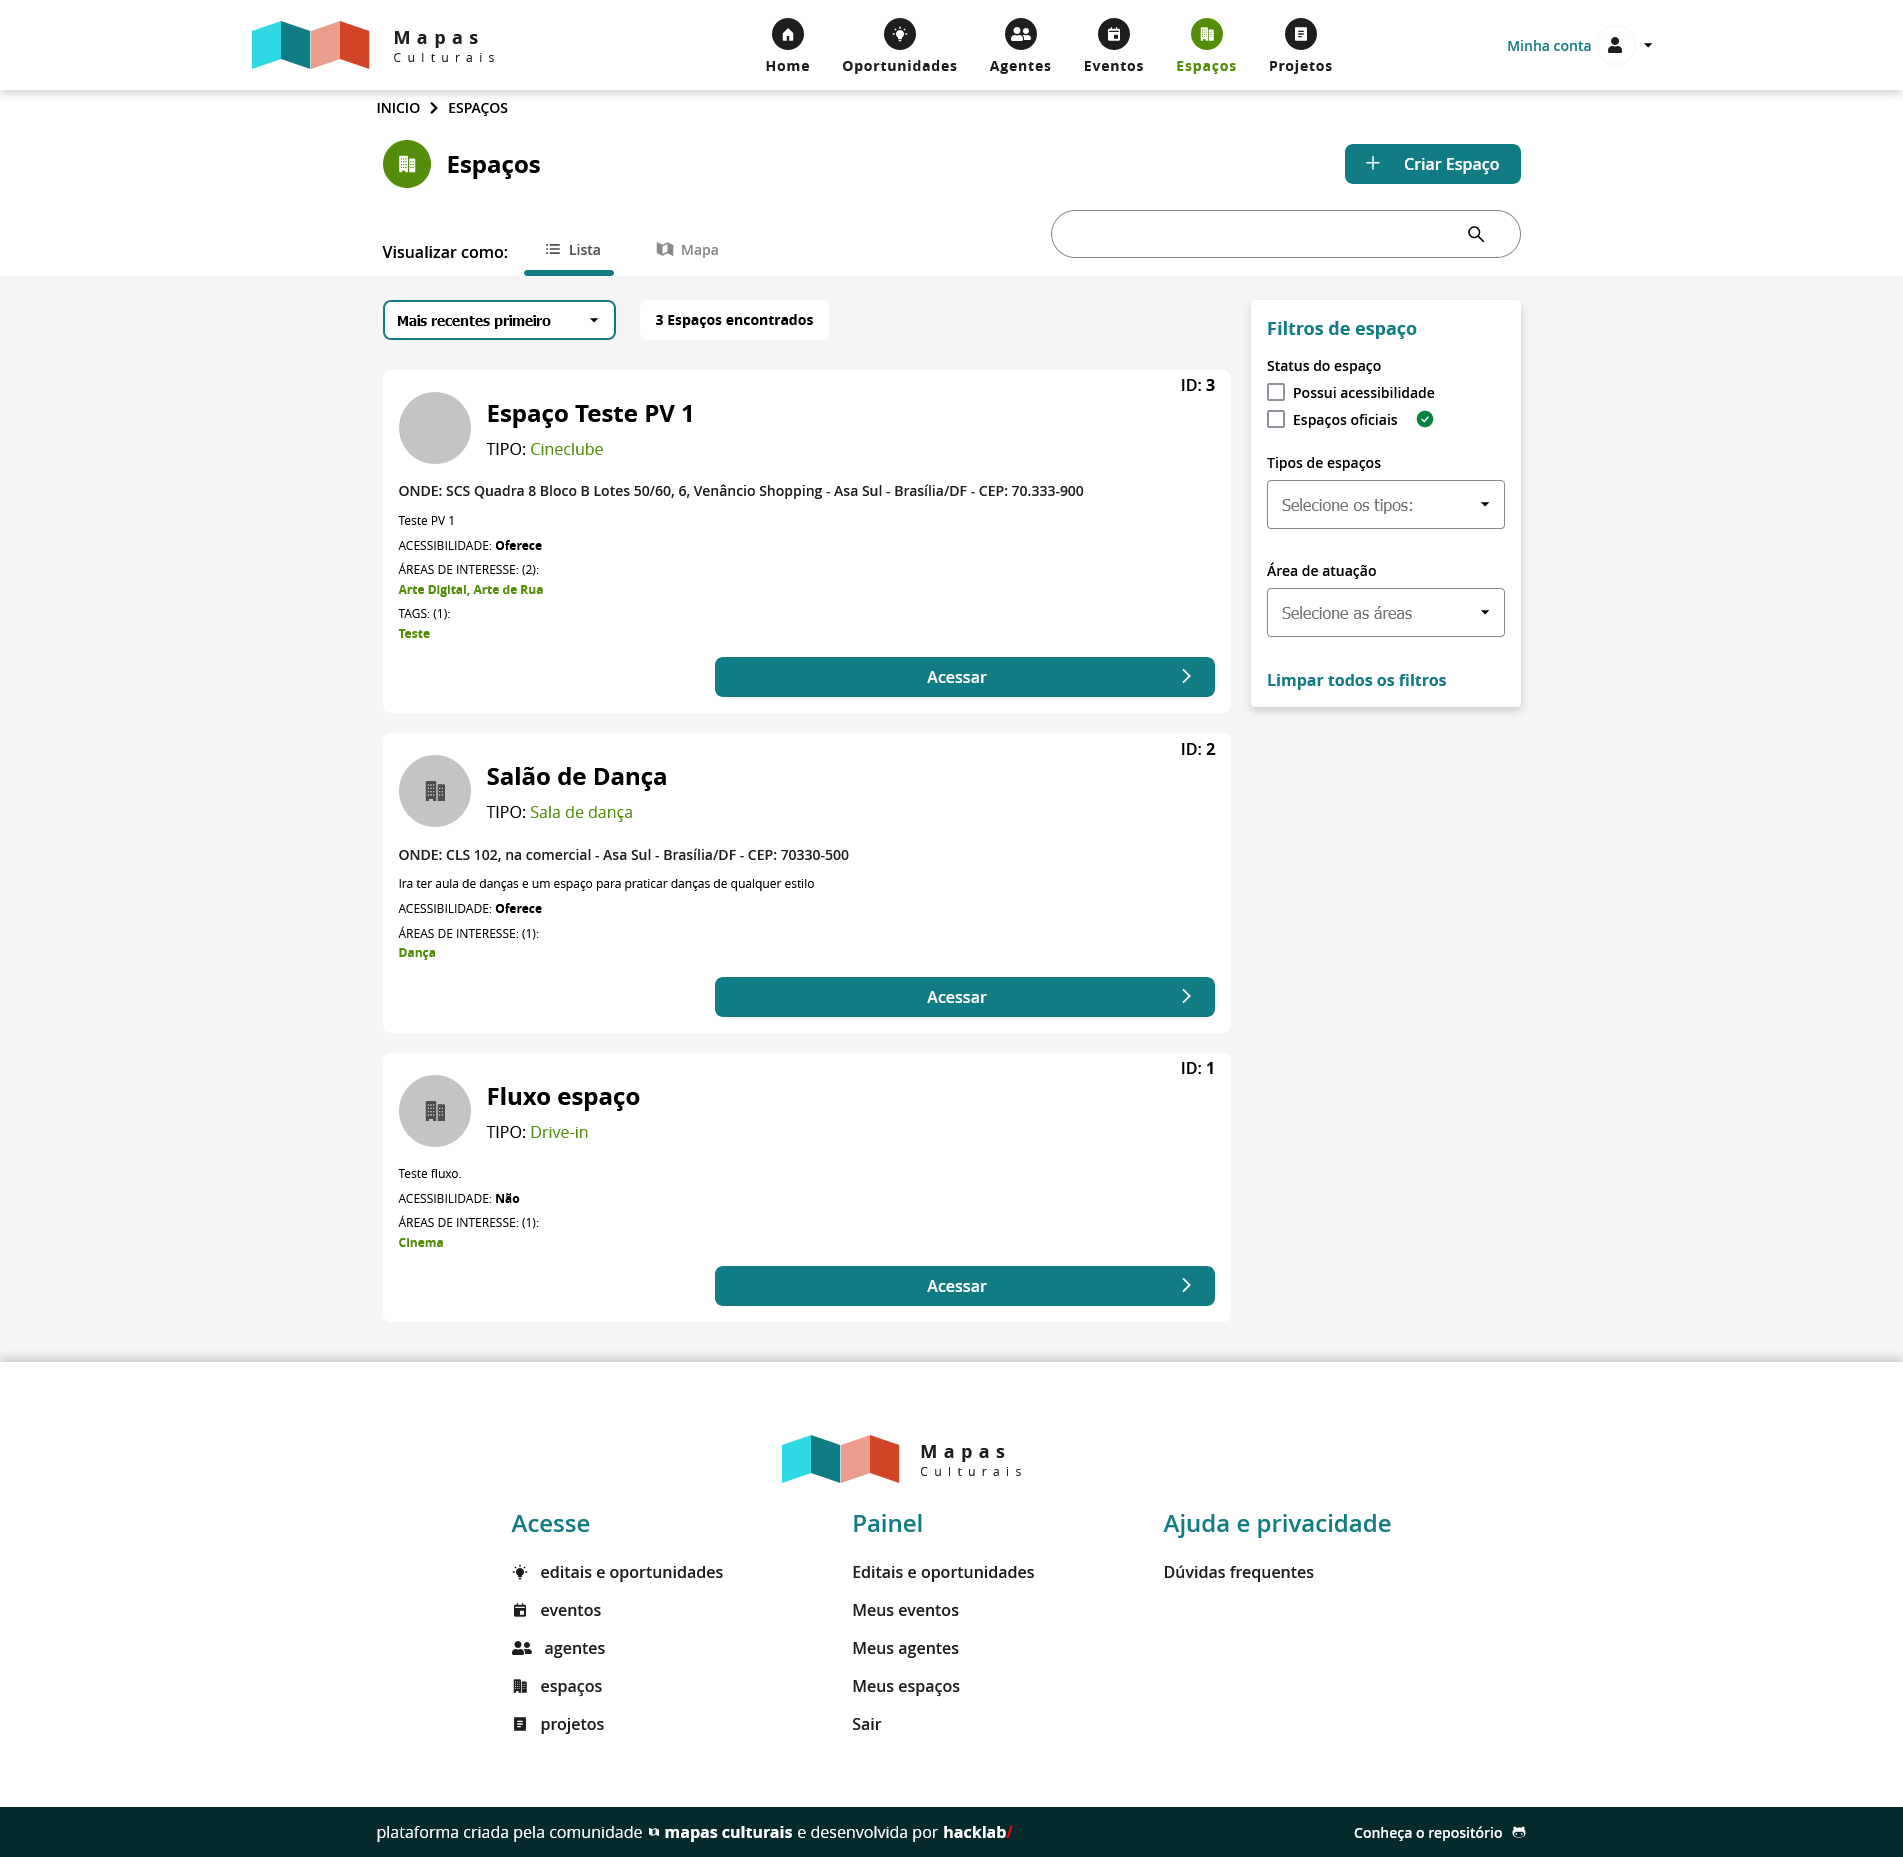 Mapas
Culturais
Home
Oportunidades
Agentes
Eventos
Espaços
Projetos
Minha conta
INICIO
ESPAÇOS
Espaços
Criar Espaço
Visualizar como:
Lista
Mapa
Mais recentes primeiro
3 Espaços encontrados
ID: 3
Espaço Teste PV 1
TIPO: Cineclube
ONDE: SCS Quadra 8 Bloco B Lotes 50/60, 6, Venâncio Shopping - Asa Sul - Brasília/DF - CEP: 70.333-900
Teste PV 1
ACESSIBILIDADE: Oferece
ÁREAS DE INTERESSE: (2):
Arte Digital, Arte de Rua
TAGS: (1):
Teste
Acessar
ID: 2
Salão de Dança
TIPO: Sala de dança
ONDE: CLS 102, na comercial - Asa Sul - Brasília/DF - CEP: 70330-500
Ira ter aula de danças e um espaço para praticar danças de qualquer estilo
ACESSIBILIDADE: Oferece
ÁREAS DE INTERESSE: (1):
Dança
Acessar
ID: 1
Fluxo espaço
TIPO: Drive-in
Teste fluxo.
ACESSIBILIDADE: Não
ÁREAS DE INTERESSE: (1):
Cinema
Acessar
Filtros de espaço
Status do espaço
Possui acessibilidade
Espaços oficiais
Tipos de espaços
Selecione os tipos:
Área de atuação
Selecione as áreas
Limpar todos os filtros
Mapas
Culturais
Acesse
editais e oportunidades
eventos
agentes
espaços
projetos
Painel
Editais e oportunidades
Meus eventos
Meus agentes
Meus espaços
Sair
Ajuda e privacidade
Dúvidas frequentes
plataforma criada pela comunidade mapas culturais e desenvolvida por hacklab/
Conheça o repositório